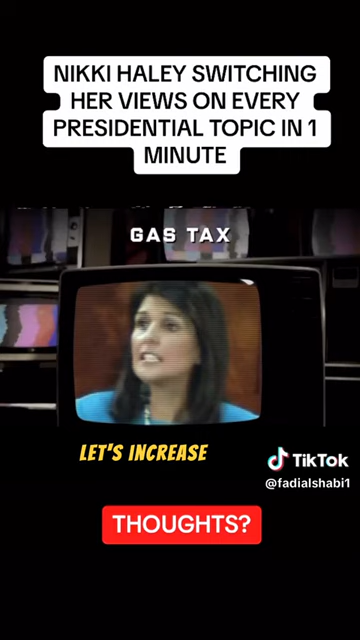 NIKKI HALEY SWITCHING
HER VIEWS ON EVERY
PRESIDENTIAL TOPIC IN 1
MINUTE
GAS TAX
LET'S INCREASE
TikTok
@fadialshabi1
THOUGHTS?